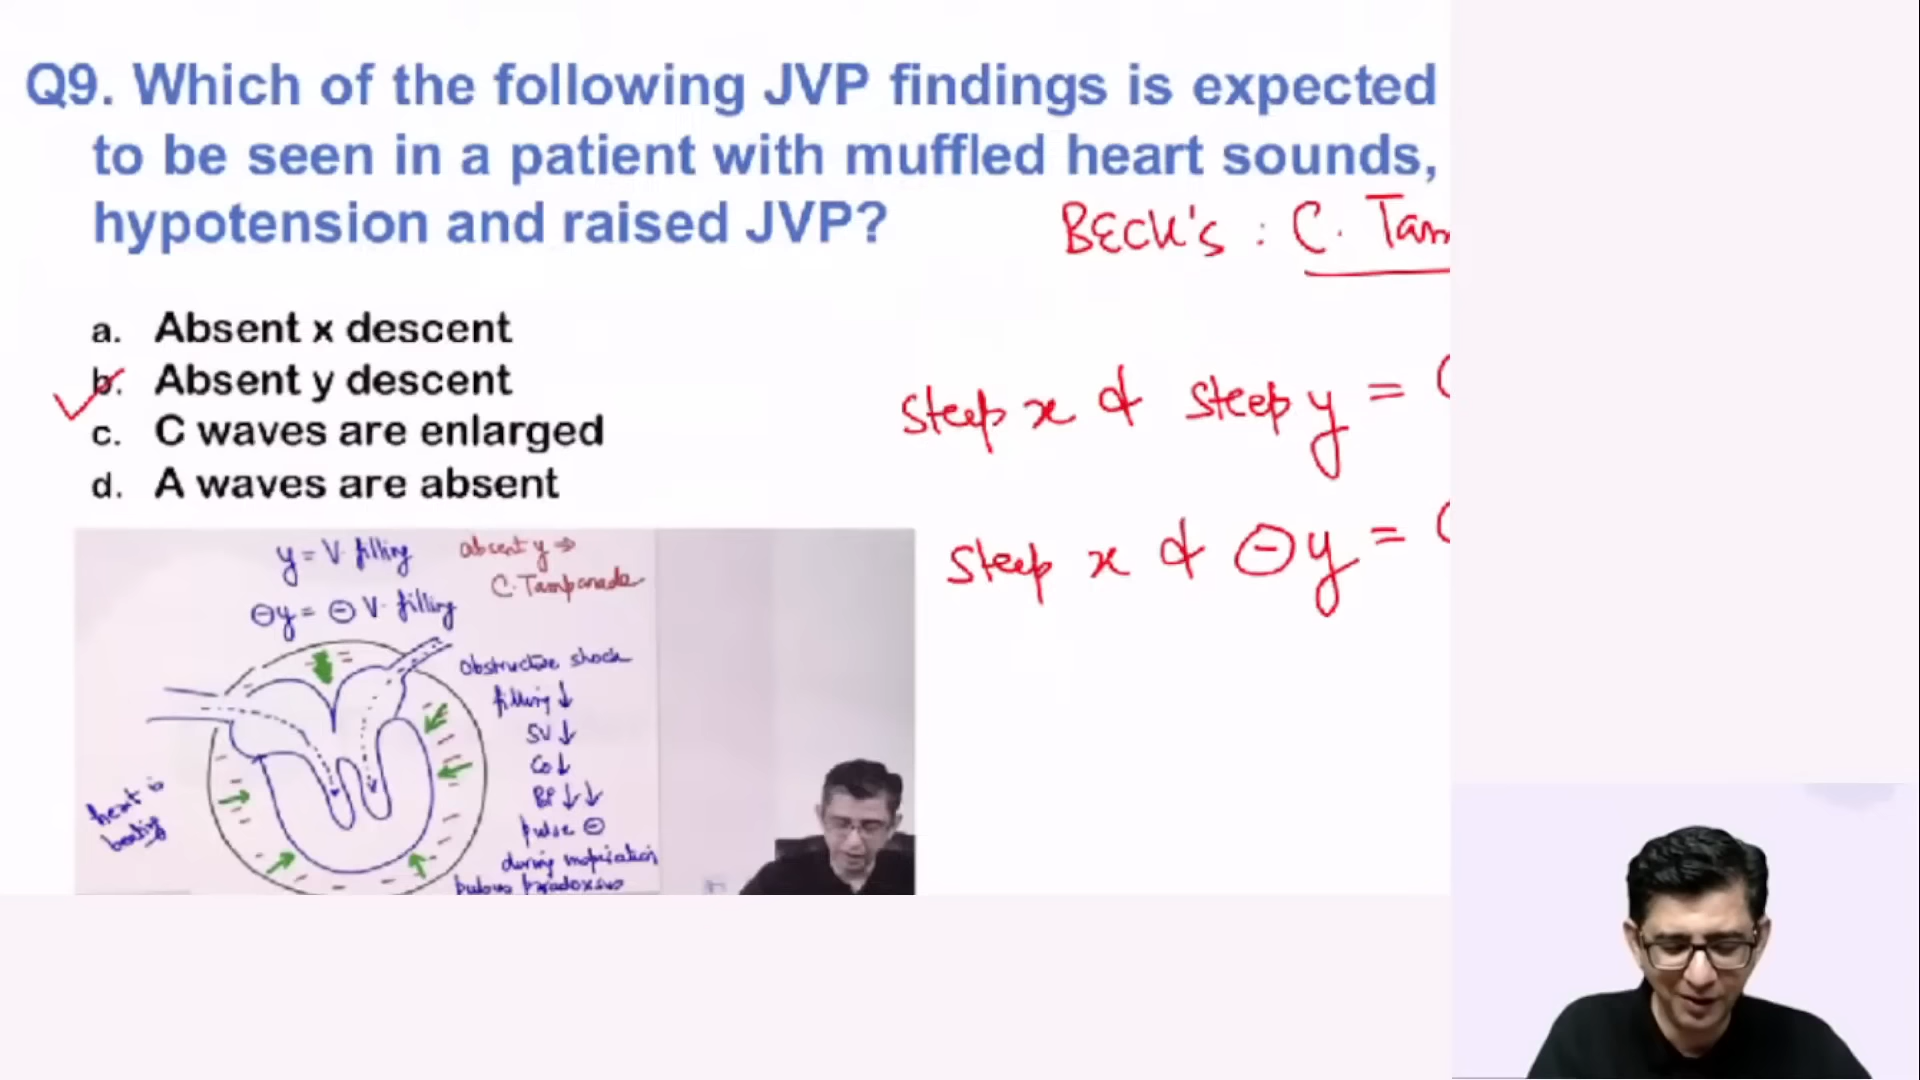 Q9. Which of the following JVP findings is expected
to be seen in a patient with muffled heart sounds,
hypotension and raised JVP?
BECK'S : C. Tam
a. Absent x descent
b. Absent y descent
c. C waves are enlarged
d. A waves are absent
Steep x & steep y =
Steep x & ⊖ y =
y = V. filling
⊖y = ⊖ V. filling
absent y ⇒
C. Tamponade
obstructive shock
filling ↓
SV ↓
CO ↓
BP ↓↓
pulse ⊖
during inspiration
pulsus paradoxus
heart is
beating